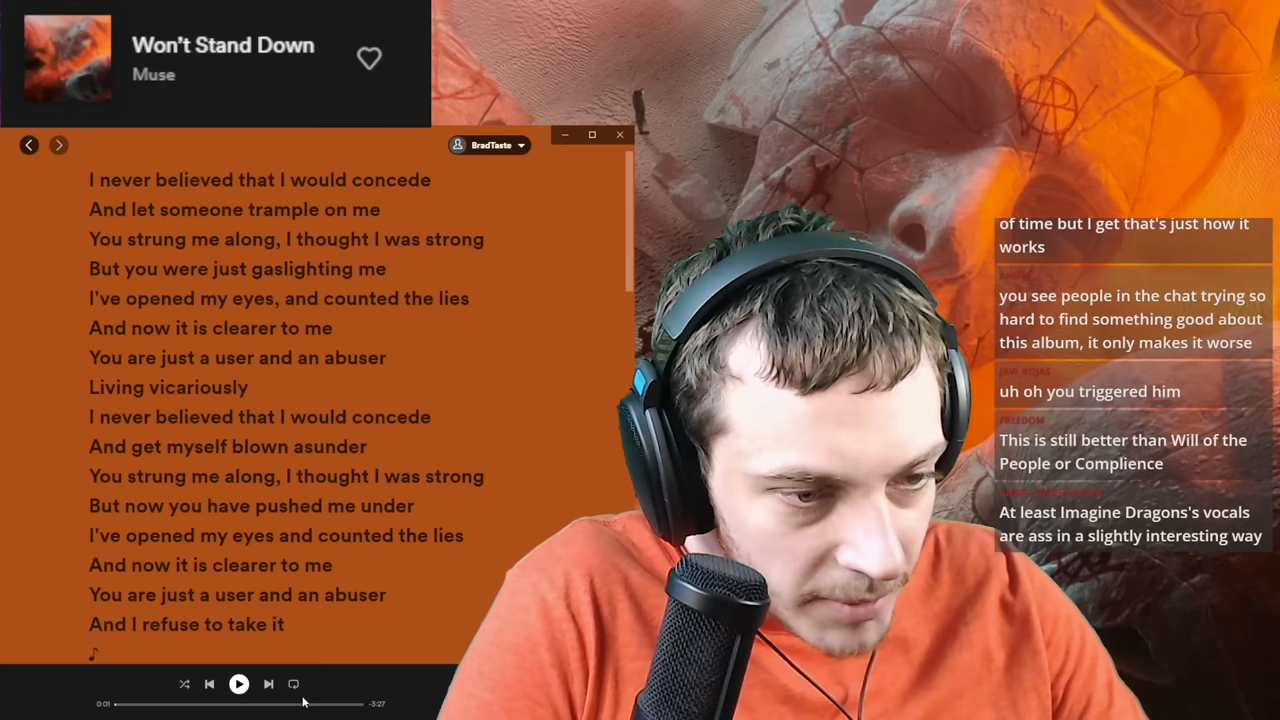 Won't Stand Down
Muse
BradTaste
I never believed that I would concede
And let someone trample on me
You strung me along, I thought I was strong
But you were just gaslighting me
I've opened my eyes, and counted the lies
And now it is clearer to me
You are just a user and an abuser
Living vicariously
I never believed that I would concede
And get myself blown asunder
You strung me along, I thought I was strong
But now you have pushed me under
I've opened my eyes and counted the lies
And now it is clearer to me
You are just a user and an abuser
And I refuse to take it
♪
0:01
-3:27
of time but I get that's just how it
works
you see people in the chat trying so
hard to find something good about
this album, it only makes it worse
JAVI ROJAS
uh oh you triggered him
FREEDOM
This is still better than Will of the
People or Complience
At least Imagine Dragons's vocals
are ass in a slightly interesting way